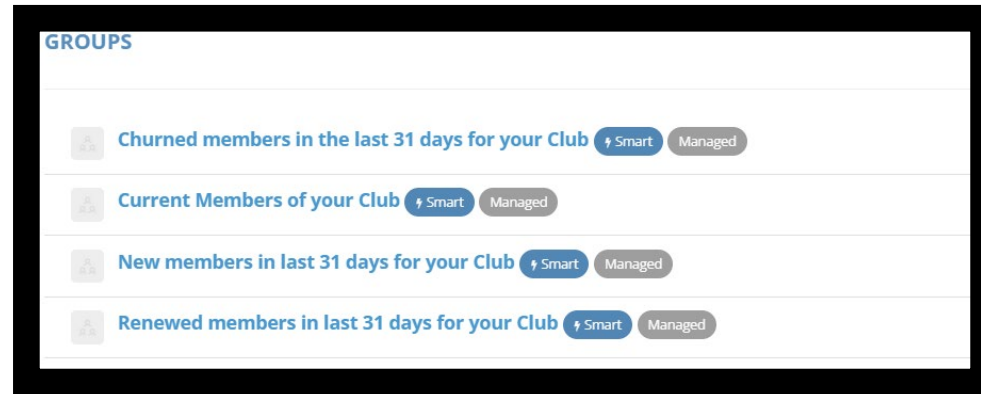 GROUPS
Churned members in the last 31 days for your Club Smart Managed
Current Members of your Club Smart Managed
New members in last 31 days for your Club Smart Managed
Renewed members in last 31 days for your Club Smart Managed